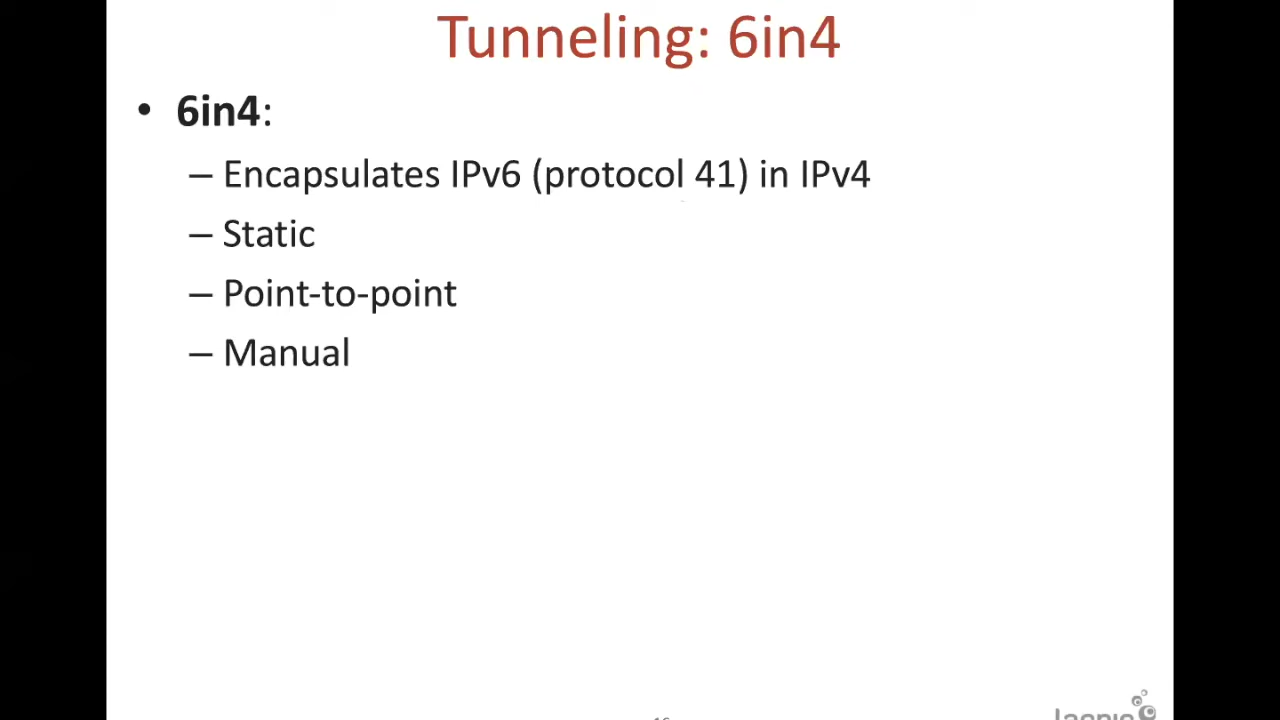 Tunneling: 6in4
• 6in4:
– Encapsulates IPv6 (protocol 41) in IPv4
– Static
– Point-to-point
– Manual